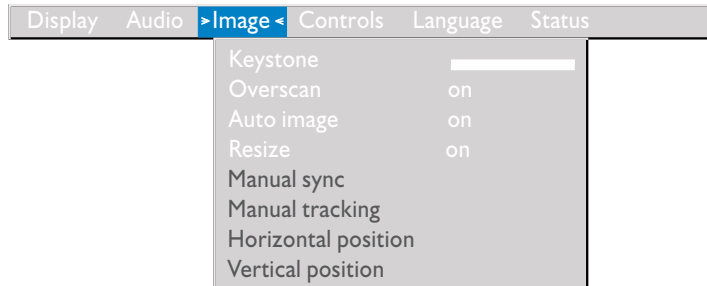 Display Audio >Image< Controls Language Status
Keystone
Overscan on
Auto image on
Resize on
Manual sync
Manual tracking
Horizontal position
Vertical position